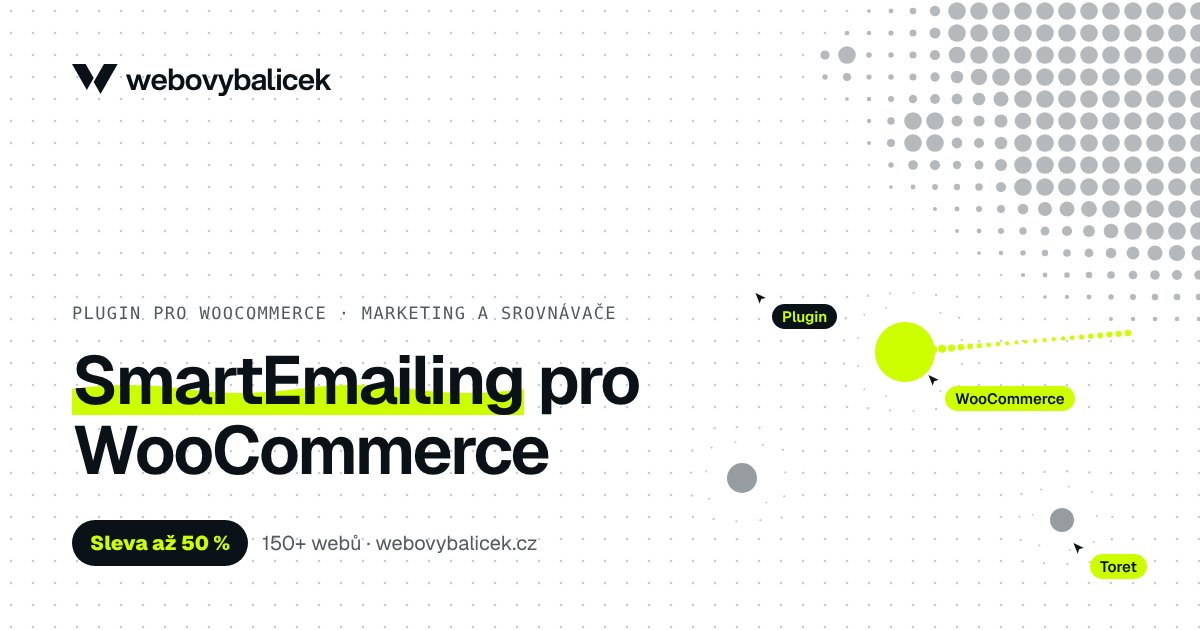 webovybalicek
PLUGIN PRO WOOCOMMERCE · MARKETING A SROVNÁVAČE
Plugin
SmartEmailing pro
WooCommerce
WooCommerce
Sleva až 50 %
150+ webů · webovybalicek.cz
Toret